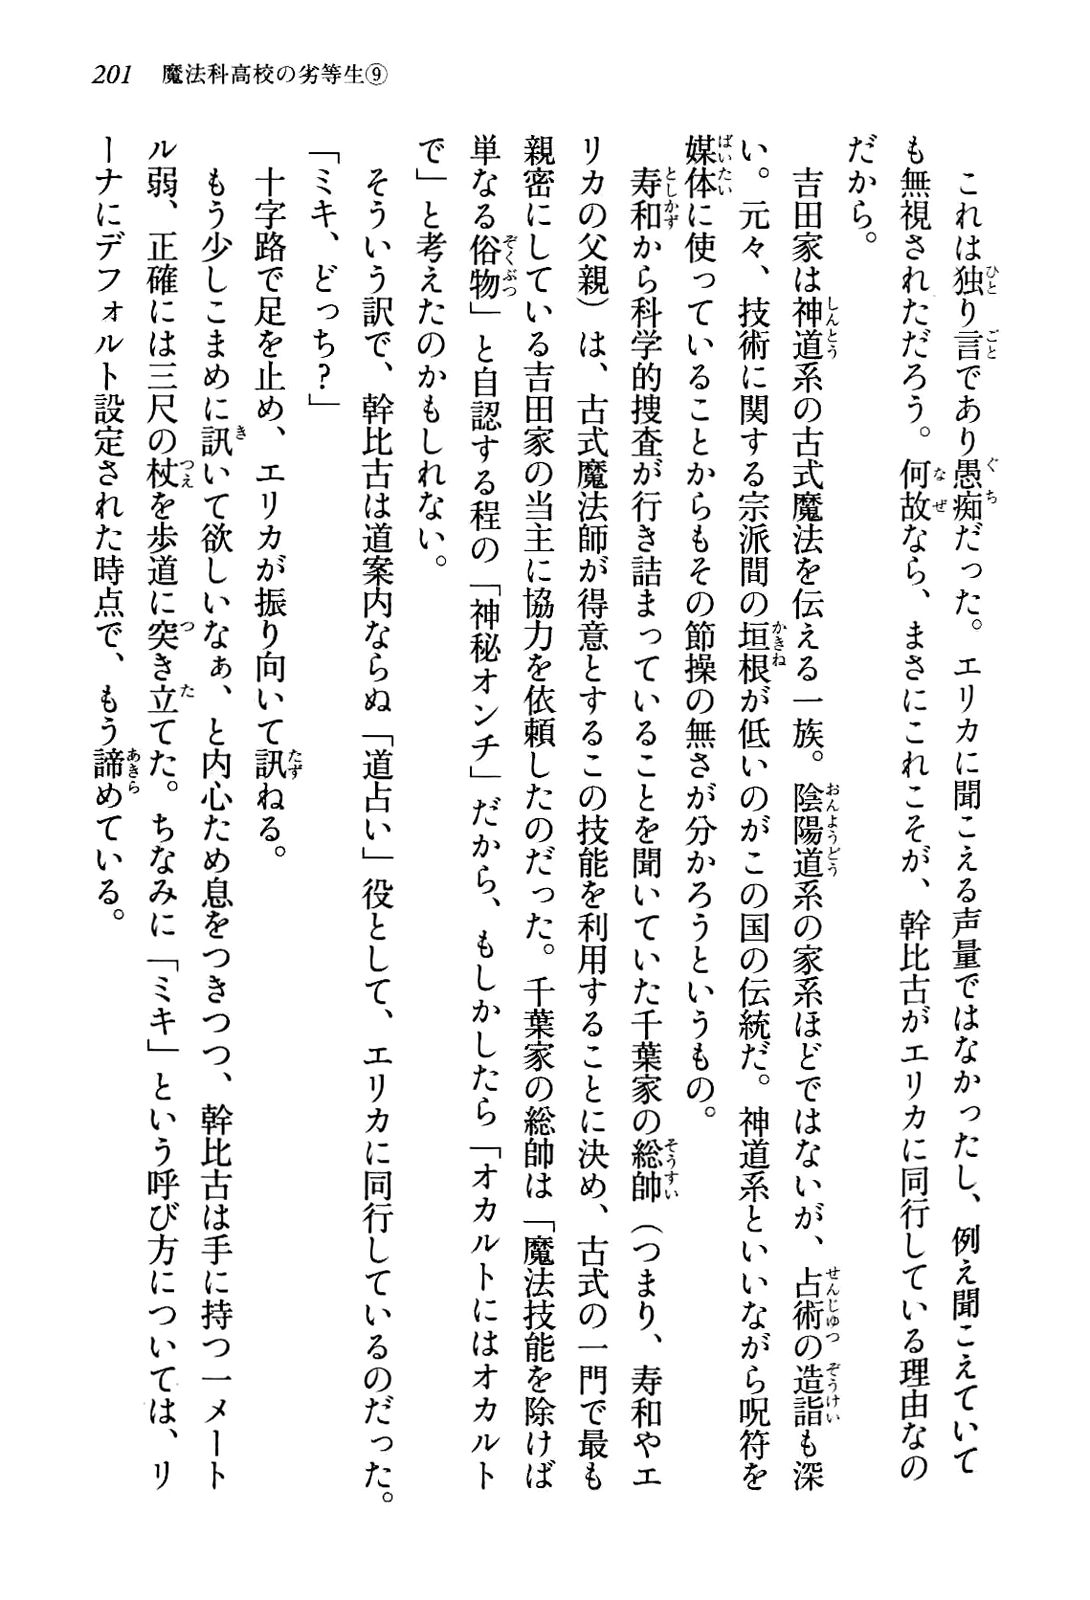 201　魔法科高校の劣等生⑨
　これは独り言であり愚痴だった。エリカに聞こえる声量ではなかったし、例え聞こえていて
も無視されただろう。何故なら、まさにこれこそが、幹比古がエリカに同行している理由なの
だから。
　吉田家は神道系の古式魔法を伝える一族。陰陽道系の家系ほどではないが、占術の造詣も深
い。元々、技術に関する宗派間の垣根が低いのがこの国の伝統だ。神道系といいながら呪符を
媒体に使っていることからもその節操の無さが分かろうというもの。
　寿和から科学的捜査が行き詰まっていることを聞いていた千葉家の総帥（つまり、寿和やエ
リカの父親）は、古式魔法師が得意とするこの技能を利用することに決め、古式の一門で最も
親密にしている吉田家の当主に協力を依頼したのだった。千葉家の総帥は「魔法技能を除けば
単なる俗物」と自認する程の「神秘オンチ」だから、もしかしたら「オカルトにはオカルト
で」と考えたのかもしれない。
　そういう訳で、幹比古は道案内ならぬ「道占い」役として、エリカに同行しているのだった。
「ミキ、どっち？」
　十字路で足を止め、エリカが振り向いて訊ねる。
　もう少しこまめに訊いて欲しいなぁ、と内心ため息をつきつつ、幹比古は手に持つ一メート
ル弱、正確には三尺の杖を歩道に突き立てた。ちなみに「ミキ」という呼び方については、リ
ーナにデフォルト設定された時点で、もう諦めている。